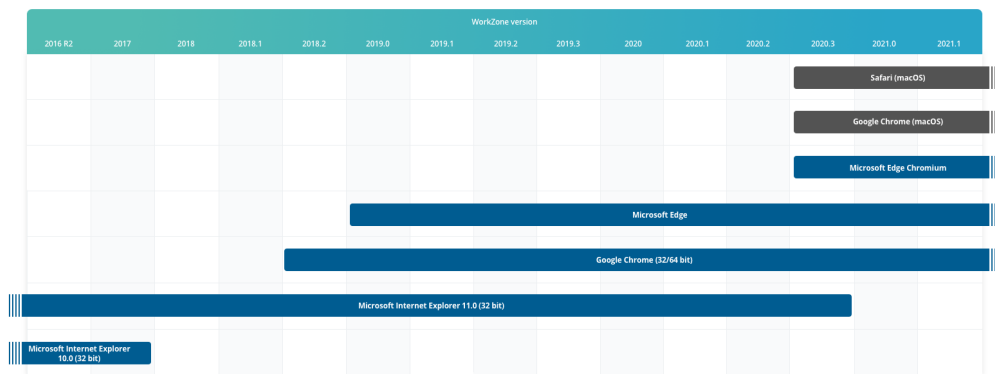 WorkZone version
2016 R2 2017 2018 2018.1 2018.2 2019.0 2019.1 2019.2 2019.3 2020 2020.1 2020.2 2020.3 2021.0 2021.1
Safari (macOS)
Google Chrome (macOS)
Microsoft Edge Chromium
Microsoft Edge
Google Chrome (32/64 bit)
Microsoft Internet Explorer 11.0 (32 bit)
Microsoft Internet Explorer
10.0 (32 bit)